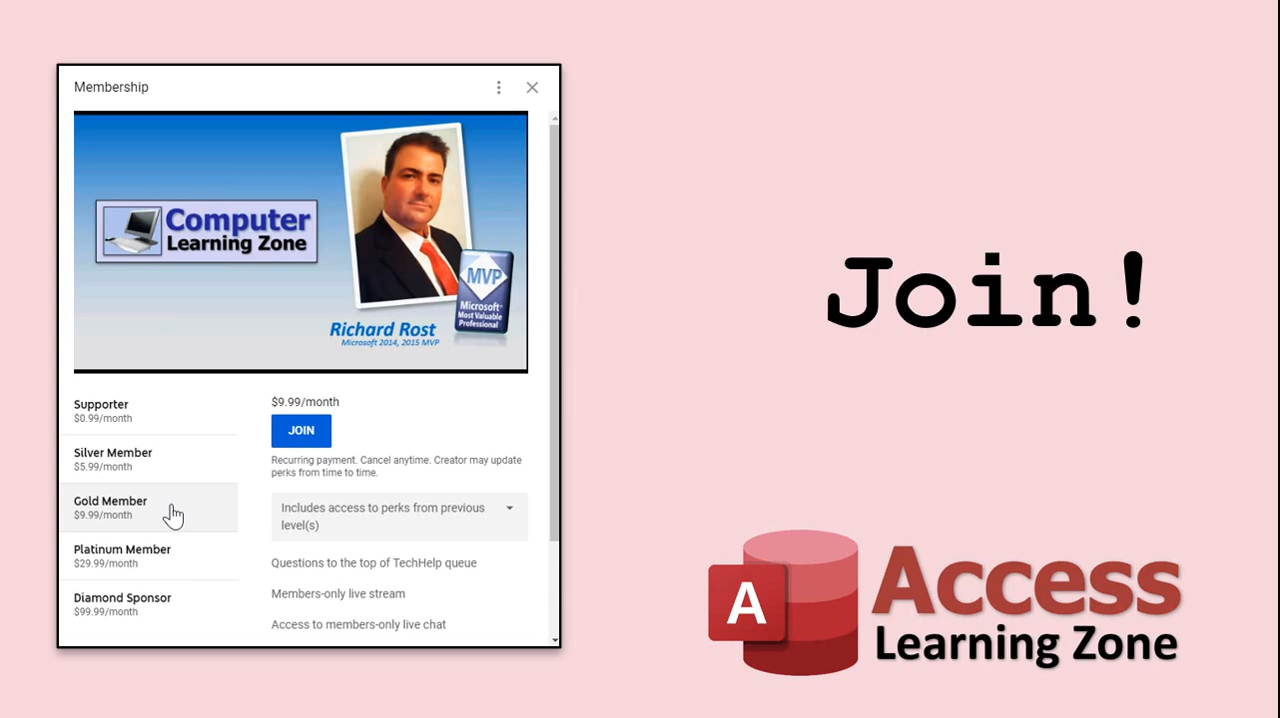 Membership
Computer
Learning Zone
MVP
Microsoft®
Most Valuable
Professional
Richard Rost
Microsoft 2014, 2015 MVP
Supporter
$0.99/month
Silver Member
$5.99/month
Gold Member
$9.99/month
Platinum Member
$29.99/month
Diamond Sponsor
$99.99/month
$9.99/month
JOIN
Recurring payment. Cancel anytime. Creator may update
perks from time to time.
Includes access to perks from previous
level(s)
Questions to the top of TechHelp queue
Members-only live stream
Access to members-only live chat
Join!
A
Access
Learning Zone